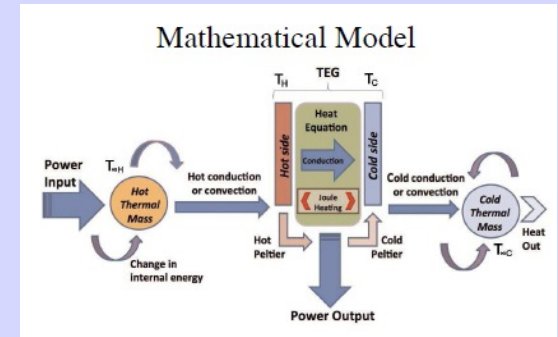 Mathematical Model
TEG
T_H
T_C
Heat
Equation
Hot side
Conduction
Cold side
Joule
Heating
Power
Input
T∞H
Hot
Thermal
Mass
Change in
internal energy
Hot conduction
or convection
Hot
Peltier
Cold
Peltier
Cold conduction
or convection
Cold
Thermal
Mass
T∞C
Heat
Out
Power Output